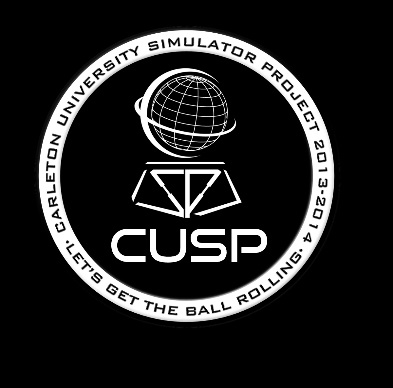 CARLETON UNIVERSITY SIMULATOR PROJECT 2013-2014
CUSP
·LET'S GET THE BALL ROLLING·